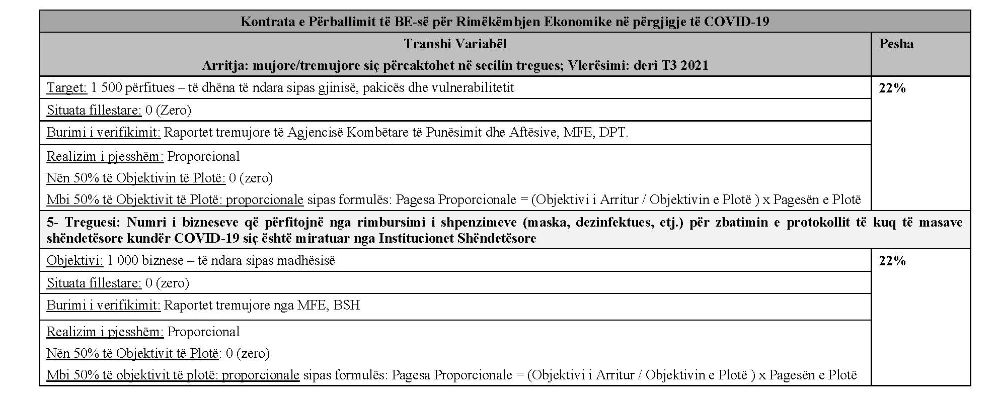 Kontrata e Përballimit të BE-së për Rimëkëmbjen Ekonomike në përgjigje të COVID-19
Transhi Variabël
Pesha
Arritja: mujore/tremujore siç përcaktohet në secilin tregues; Vlerësimi: deri T3 2021
Target: 1 500 përfitues – të dhëna të ndara sipas gjinisë, pakicës dhe vulnerabilitetit
22%
Situata fillestare: 0 (Zero)
Burimi i verifikimit: Raportet tremujore të Agjencisë Kombëtare të Punësimit dhe Aftësive, MFE, DPT.
Realizim i pjesshëm: Proporcional
Nën 50% të Objektivin të Plotë: 0 (zero)
Mbi 50% të Objektivit të Plotë: proporcionale sipas formulës: Pagesa Proporcionale = (Objektivi i Arritur / Objektivin e Plotë ) x Pagesën e Plotë
5- Treguesi: Numri i bizneseve që përfitojnë nga rimbursimi i shpenzimeve (maska, dezinfektues, etj.) për zbatimin e protokollit të kuq të masave
shëndetësore kundër COVID-19 siç është miratuar nga Institucionet Shëndetësore
Objektivi: 1 000 biznese – të ndara sipas madhësisë
22%
Situata fillestare: 0 (zero)
Burimi i verifikimit: Raportet tremujore nga MFE, BSH
Realizim i pjesshëm: Proporcional
Nën 50% të Objektivit të Plotë: 0 (zero)
Mbi 50% të objektivit të plotë: proporcionale sipas formulës: Pagesa Proporcionale = (Objektivi i Arritur / Objektivin e Plotë ) x Pagesën e Plotë